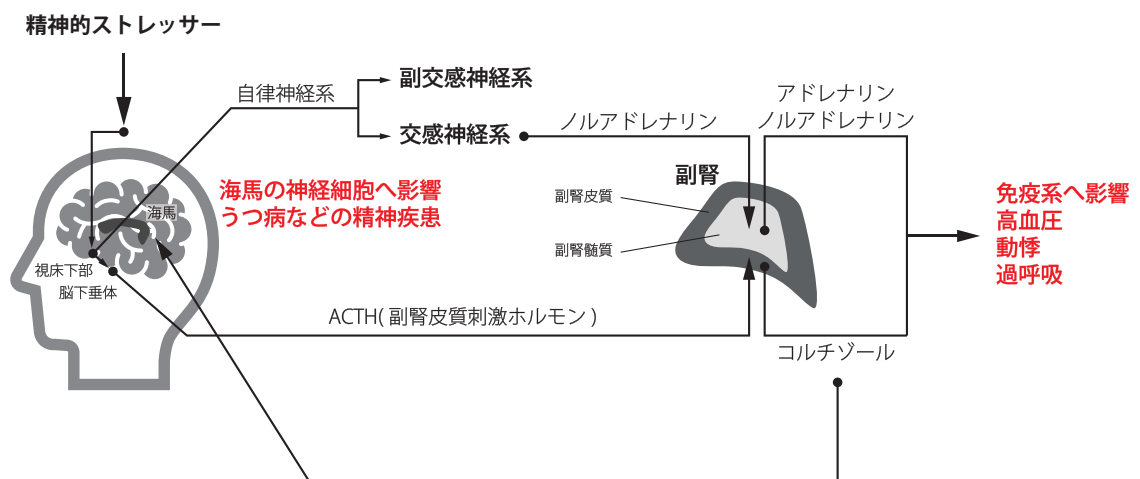 精神的ストレッサー
自律神経系
副交感神経系
交感神経系
ノルアドレナリン
アドレナリン
ノルアドレナリン
副腎
副腎皮質
副腎髄質
海馬の神経細胞へ影響
うつ病などの精神疾患
海馬
視床下部
脳下垂体
免疫系へ影響
高血圧
動悸
過呼吸
ACTH( 副腎皮質刺激ホルモン )
コルチゾール